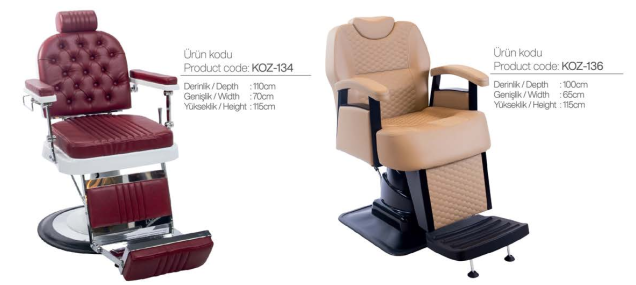 Ürün kodu
Product code: KOZ-134
Derinlik / Depth : 110cm
Genişlik / Width : 70cm
Yükseklik / Height : 115cm
Ürün kodu
Product code: KOZ-136
Derinlik / Depth : 100cm
Genişlik / Width : 65cm
Yükseklik / Height : 115cm